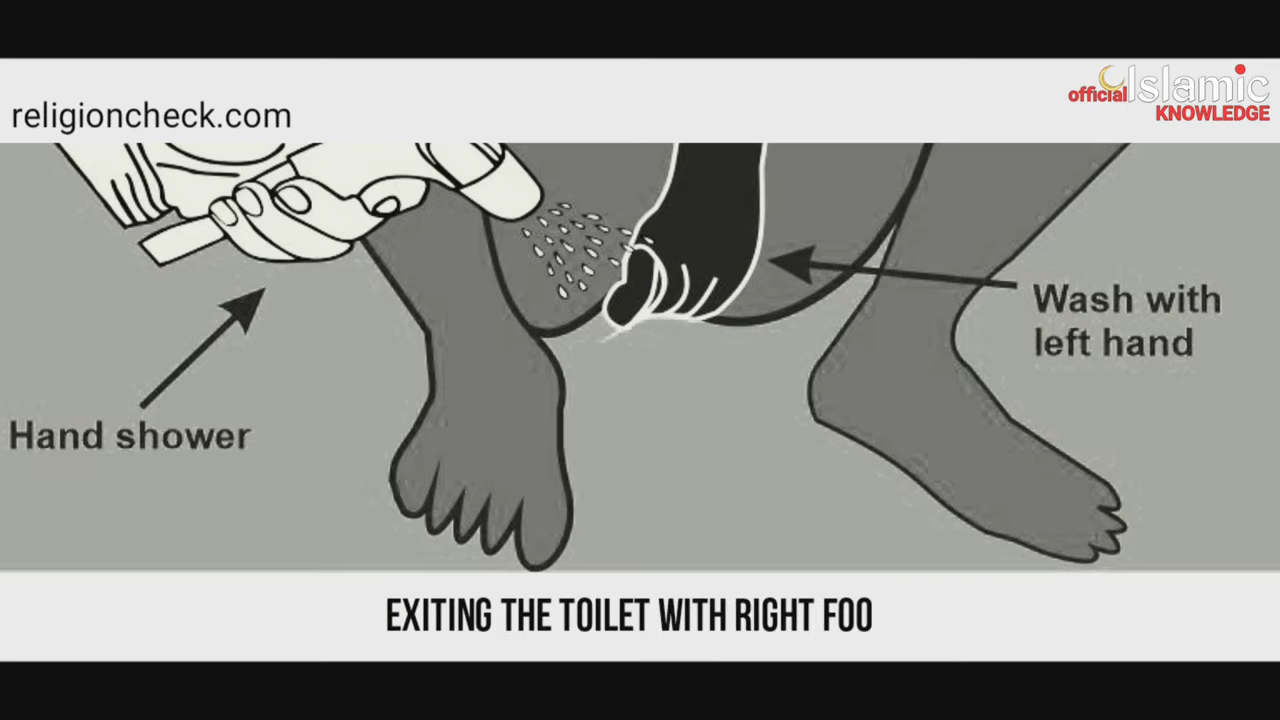 religioncheck.com
official Islamic
KNOWLEDGE
Wash with
left hand
Hand shower
EXITING THE TOILET WITH RIGHT FOO